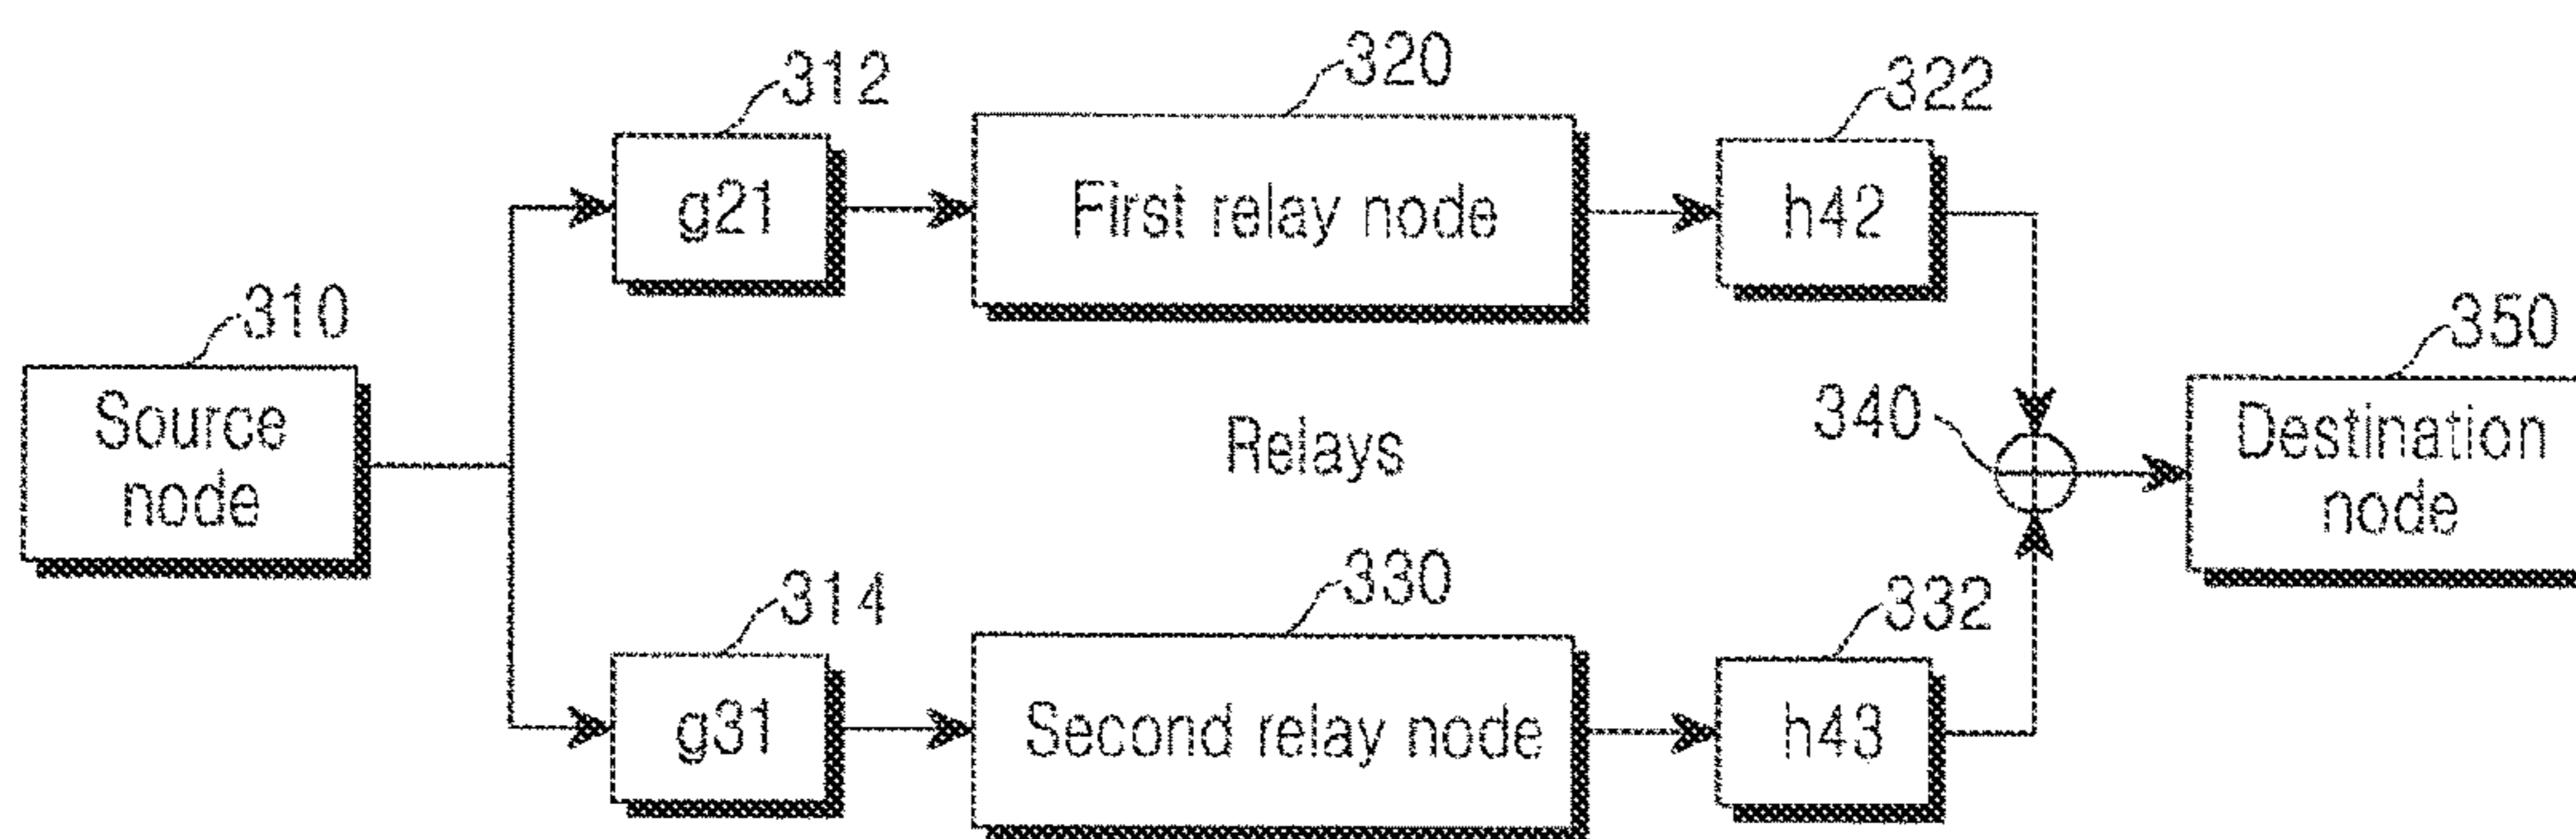 312
320
322
g21
First relay node
h42
310
Source
node
Relays
340
350
Destination
node
314
330
332
g31
Second relay node
h43